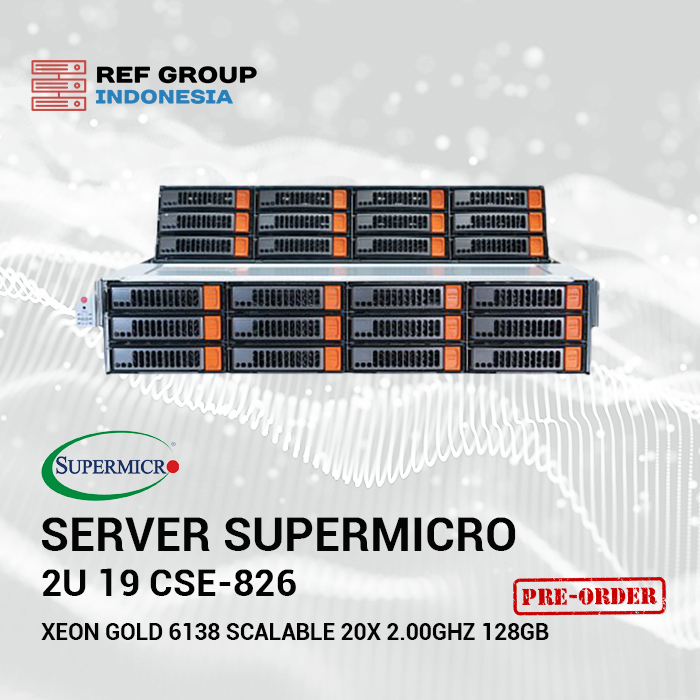 REF GROUP
INDONESIA
SUPERMICRO
SERVER SUPERMICRO
2U 19 CSE-826
PRE-ORDER
XEON GOLD 6138 SCALABLE 20X 2.00GHZ 128GB